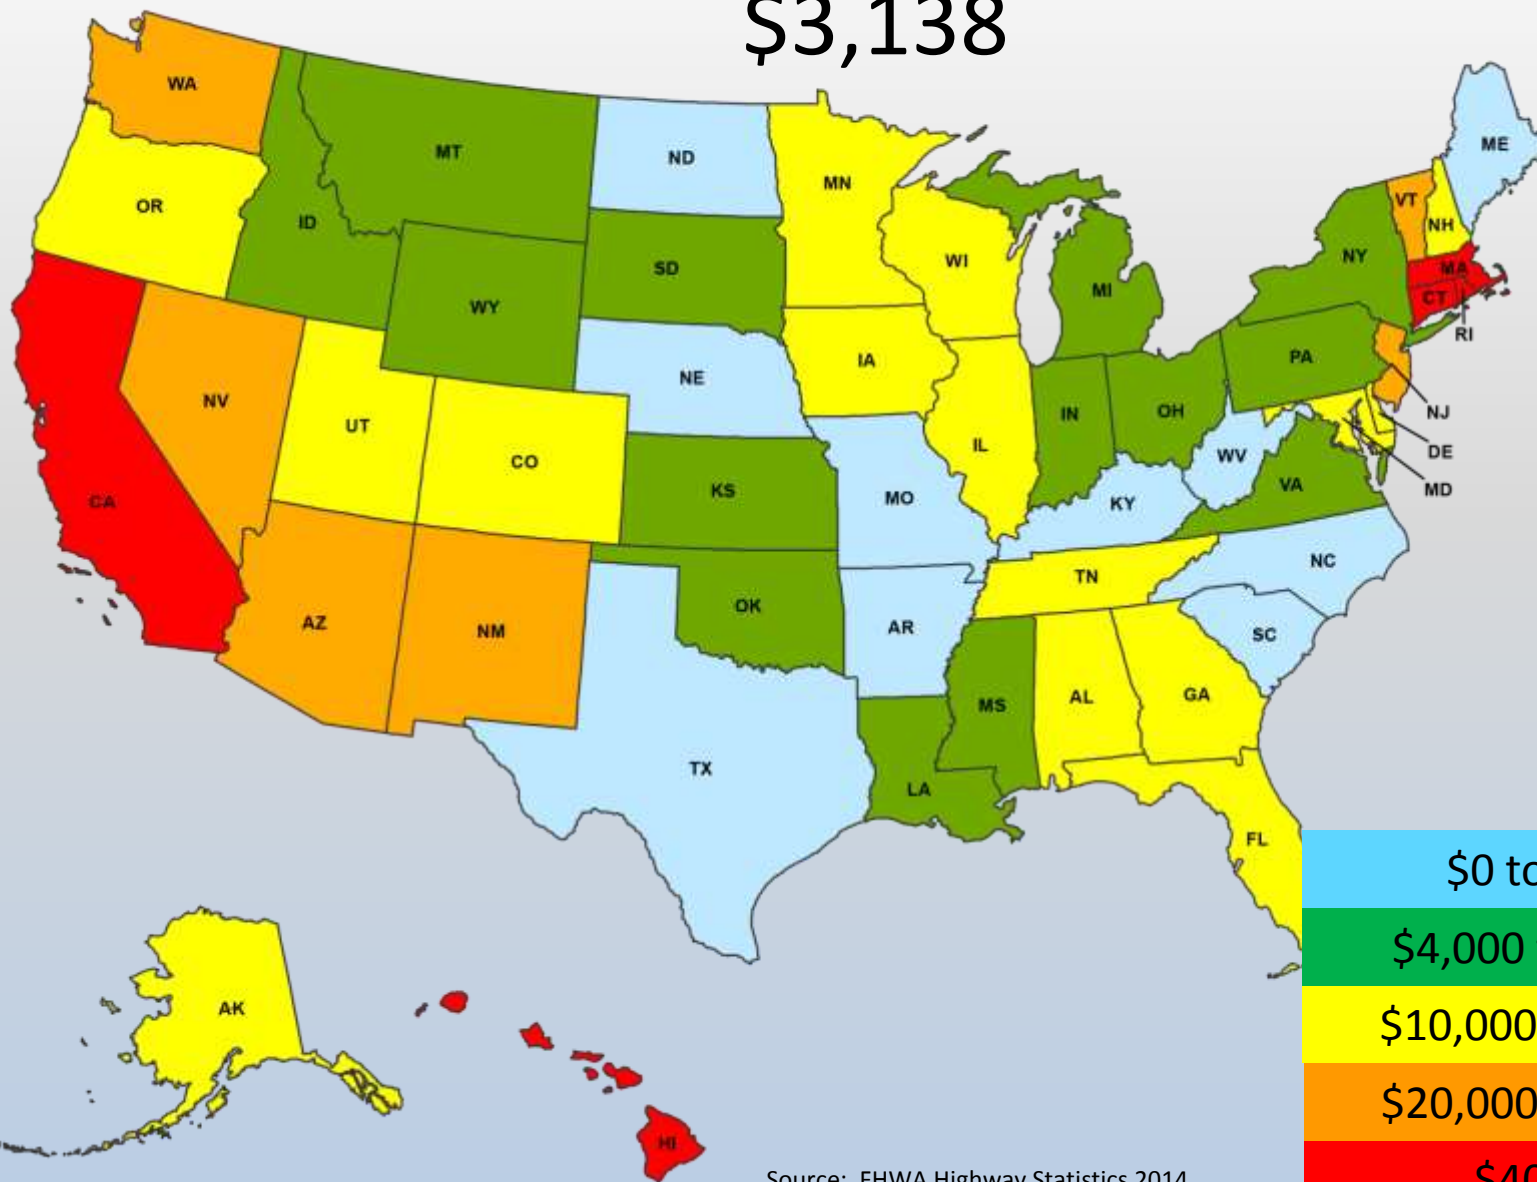 $3,138
WA
MT
ND
MN
ME
OR
ID
SD
WI
VT
NH
NY
MA
CT
RI
WY
MI
IA
NE
PA
NV
UT
CO
IL
IN
OH
NJ
DE
MD
WV
VA
KS
MO
KY
CA
NC
TN
AZ
NM
OK
AR
SC
MS
AL
GA
TX
LA
FL
$0 to
$4,000
$10,000
$20,000
AK
HI
Source: FHWA Highway Statistics 2014